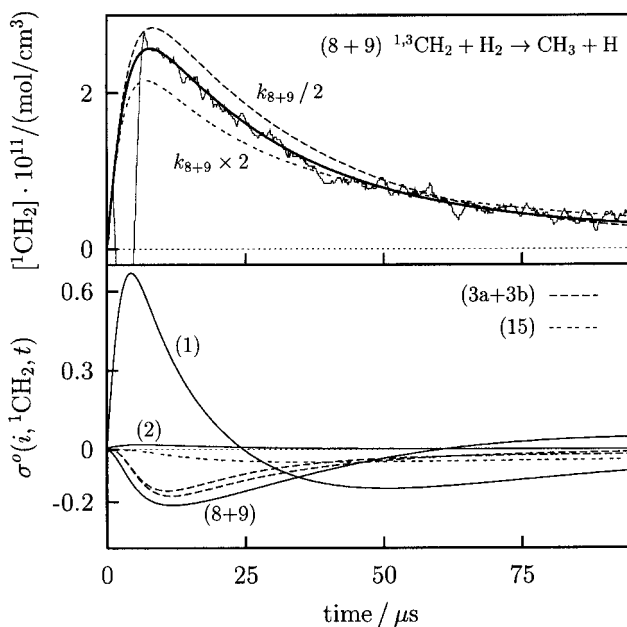 (8 + 9) ¹,³CH₂ + H₂ → CH₃ + H
[¹CH₂] · 10¹¹/(mol/cm³)
2
0
k₈₊₉ / 2
k₈₊₉ × 2
σᵒ(i, ¹CH₂, t)
0.6
0.3
0
-0.2
(3a+3b)
(15)
(1)
(2)
(8+9)
0
25
50
75
time / μs